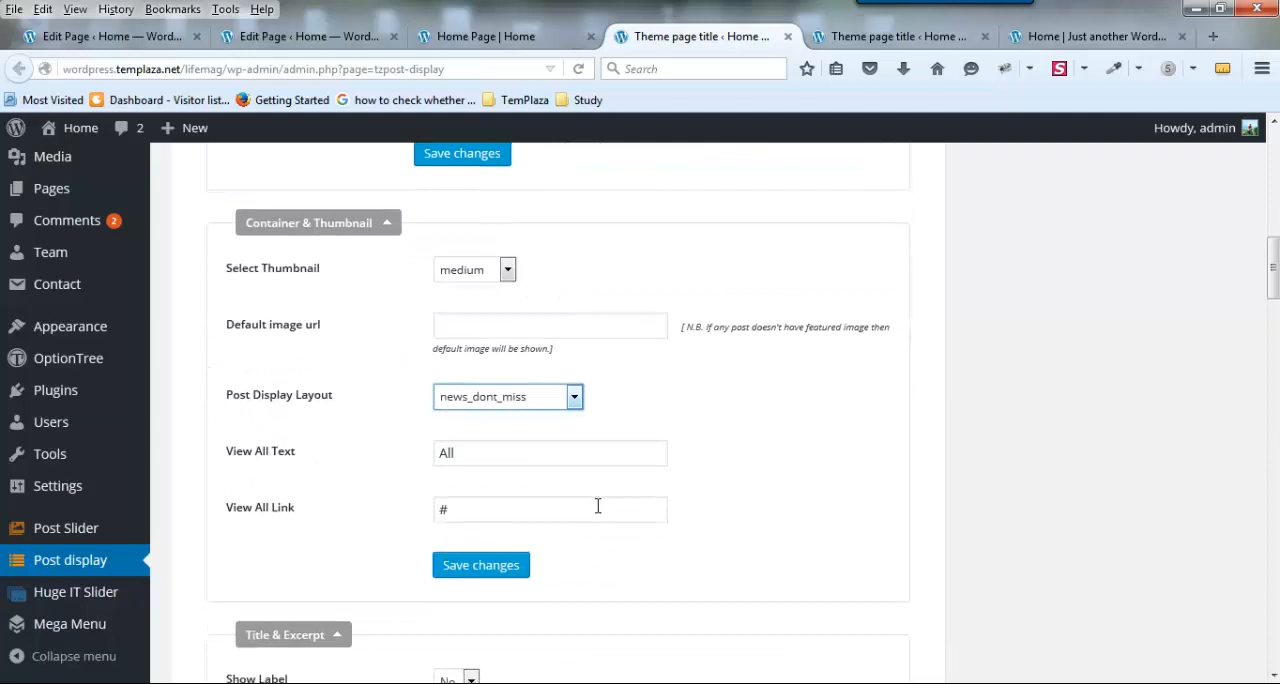 File Edit View History Bookmarks Tools Help
Edit Page ‹ Home — Word... × Edit Page ‹ Home — Word... × Home Page | Home × Theme page title ‹ Home ... × Theme page title ‹ Home ... × Home | Just another Word... × +
wordpress.templaza.net/lifemag/wp-admin/admin.php?page=tzpost-display Search S 5
Most Visited Dashboard - Visitor list... Getting Started G how to check whether ... TemPlaza Study
Home 2 + New Howdy, admin
Media
Pages
Comments 2
Team
Contact
Appearance
OptionTree
Plugins
Users
Tools
Settings
Post Slider
Post display
Huge IT Slider
Mega Menu
Collapse menu
Save changes
Container & Thumbnail
Select Thumbnail medium
Default image url [ N.B. If any post doesn't have featured image then
default image will be shown.]
Post Display Layout news_dont_miss
View All Text All
View All Link #
Save changes
Title & Excerpt
Show Label No